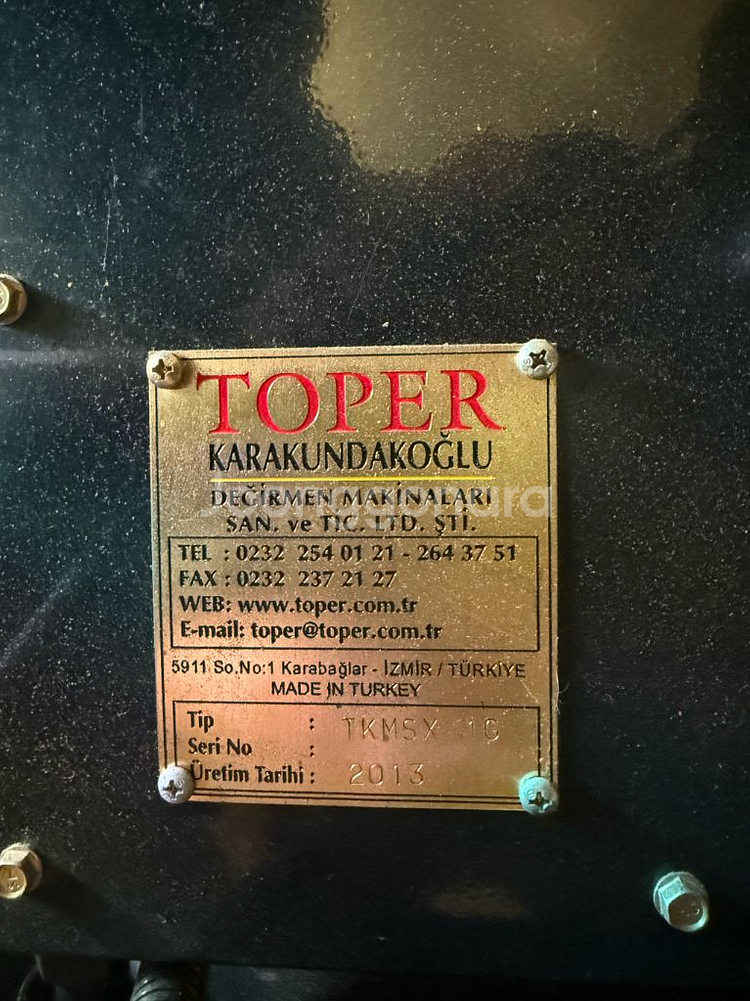 TOPER
KARAKUNDAKOĞLU
DEĞİRMEN MAKİNALARI
SAN. ve TİC. LTD. ŞTİ.
TEL : 0232 254 01 21 - 264 37 51
FAX : 0232 237 21 27
WEB: www.toper.com.tr
E-mail: toper@toper.com.tr
5911 So.No:1 Karabağlar - İZMİR / TÜRKİYE
MADE IN TURKEY
Tip : TKMSX
Seri No :
Üretim Tarihi : 2013